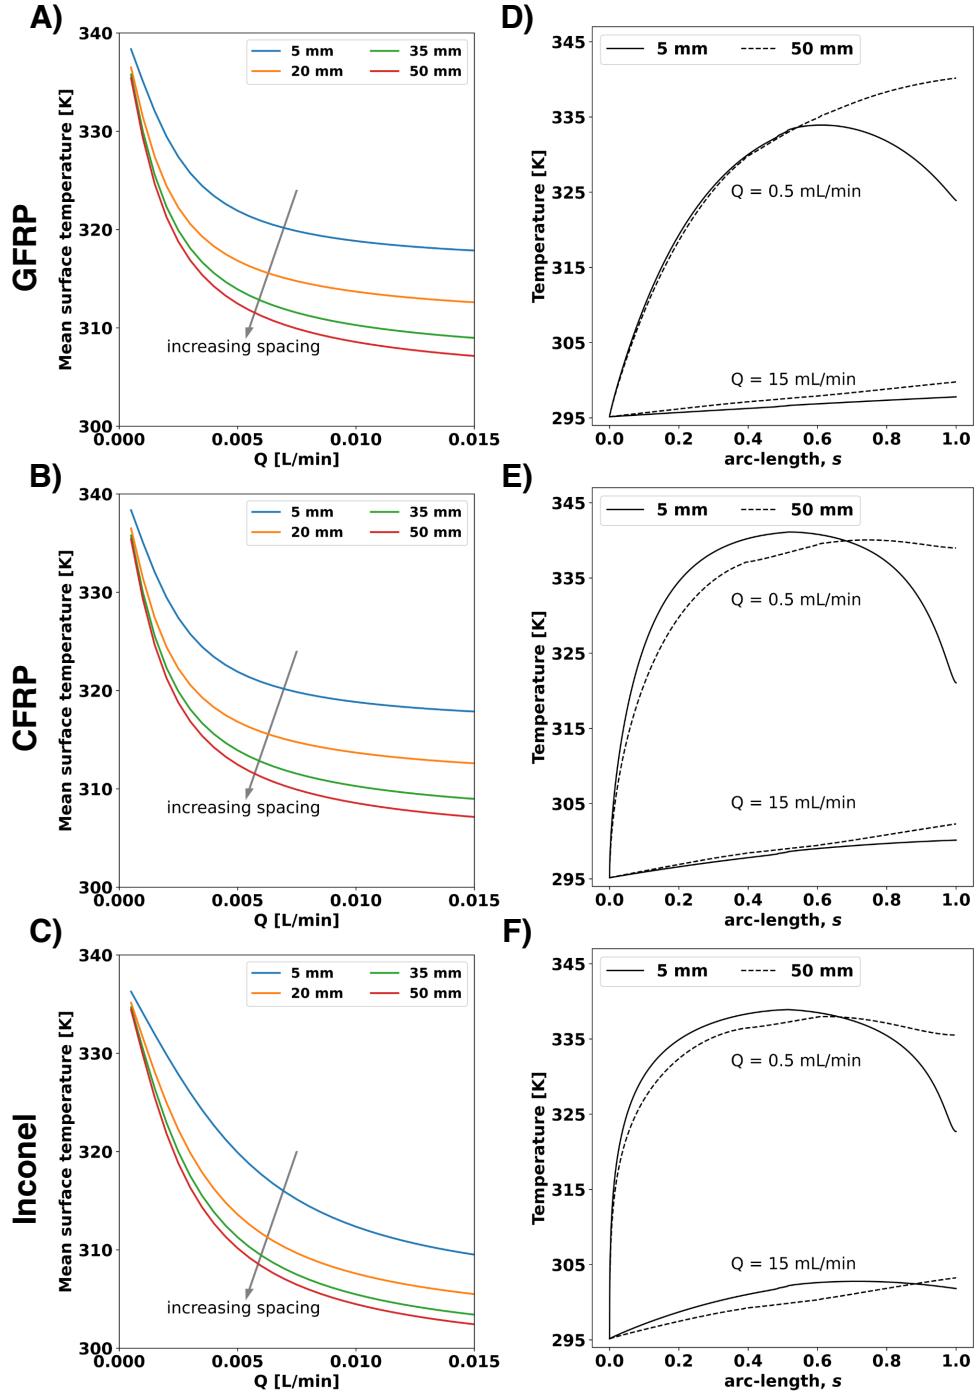 A)
GFRP
Mean surface temperature [K]
340
330
320
310
300
5 mm 35 mm
20 mm 50 mm
increasing spacing
0.000 0.005 0.010 0.015
Q [L/min]
D)
Temperature [K]
345
335
325
315
305
295
5 mm 50 mm
Q = 0.5 mL/min
Q = 15 mL/min
0.0 0.2 0.4 0.6 0.8 1.0
arc-length, s
B)
CFRP
Mean surface temperature [K]
340
330
320
310
300
5 mm 35 mm
20 mm 50 mm
increasing spacing
0.000 0.005 0.010 0.015
Q [L/min]
E)
Temperature [K]
345
335
325
315
305
295
5 mm 50 mm
Q = 0.5 mL/min
Q = 15 mL/min
0.0 0.2 0.4 0.6 0.8 1.0
arc-length, s
C)
Inconel
Mean surface temperature [K]
340
330
320
310
300
5 mm 35 mm
20 mm 50 mm
increasing spacing
0.000 0.005 0.010 0.015
Q [L/min]
F)
Temperature [K]
345
335
325
315
305
295
5 mm 50 mm
Q = 0.5 mL/min
Q = 15 mL/min
0.0 0.2 0.4 0.6 0.8 1.0
arc-length, s